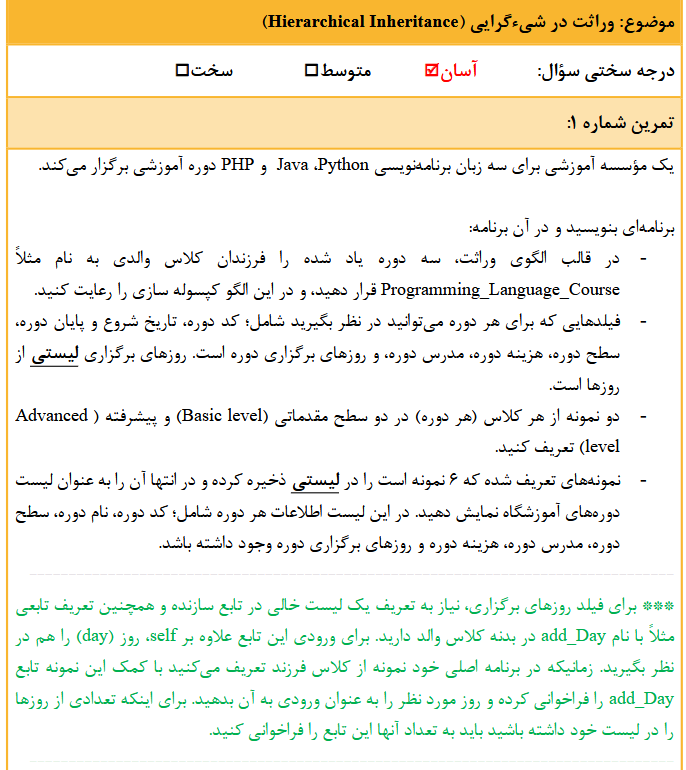 موضوع: وراثت در شیءگرایی (Hierarchical Inheritance)
درجه سختی سؤال: آسان☑ متوسط☐ سخت☐
تمرین شماره ۱:
یک مؤسسه آموزشی برای سه زبان برنامه‌نویسی Java ،Python و PHP دوره آموزشی برگزار می‌کند.
برنامه‌ای بنویسید و در آن برنامه:
- در قالب الگوی وراثت، سه دوره یاد شده را فرزندان کلاس والدی به نام مثلاً
Programming_Language_Course قرار دهید، و در این الگو کپسوله سازی را رعایت کنید.
- فیلدهایی که برای هر دوره می‌توانید در نظر بگیرید شامل؛ کد دوره، تاریخ شروع و پایان دوره،
سطح دوره، هزینه دوره، مدرس دوره، و روزهای برگزاری دوره است. روزهای برگزاری لیستی از
روزها است.
- دو نمونه از هر کلاس (هر دوره) در دو سطح مقدماتی (Basic level) و پیشرفته ( Advanced
level) تعریف کنید.
- نمونه‌های تعریف شده که ۶ نمونه است را در لیستی ذخیره کرده و در انتها آن را به عنوان لیست
دوره‌های آموزشگاه نمایش دهید. در این لیست اطلاعات هر دوره شامل؛ کد دوره، نام دوره، سطح
دوره، مدرس دوره، هزینه دوره و روزهای برگزاری دوره وجود داشته باشد.
*** برای فیلد روزهای برگزاری، نیاز به تعریف یک لیست خالی در تابع سازنده و همچنین تعریف تابعی
مثلاً با نام add_Day در بدنه کلاس والد دارید. برای ورودی این تابع علاوه بر self، روز (day) را هم در
نظر بگیرید. زمانیکه در برنامه اصلی خود نمونه از کلاس فرزند تعریف می‌کنید با کمک این نمونه تابع
add_Day را فراخوانی کرده و روز مورد نظر را به عنوان ورودی به آن بدهید. برای اینکه تعدادی از روزها
را در لیست خود داشته باشید باید به تعداد آنها این تابع را فراخوانی کنید.